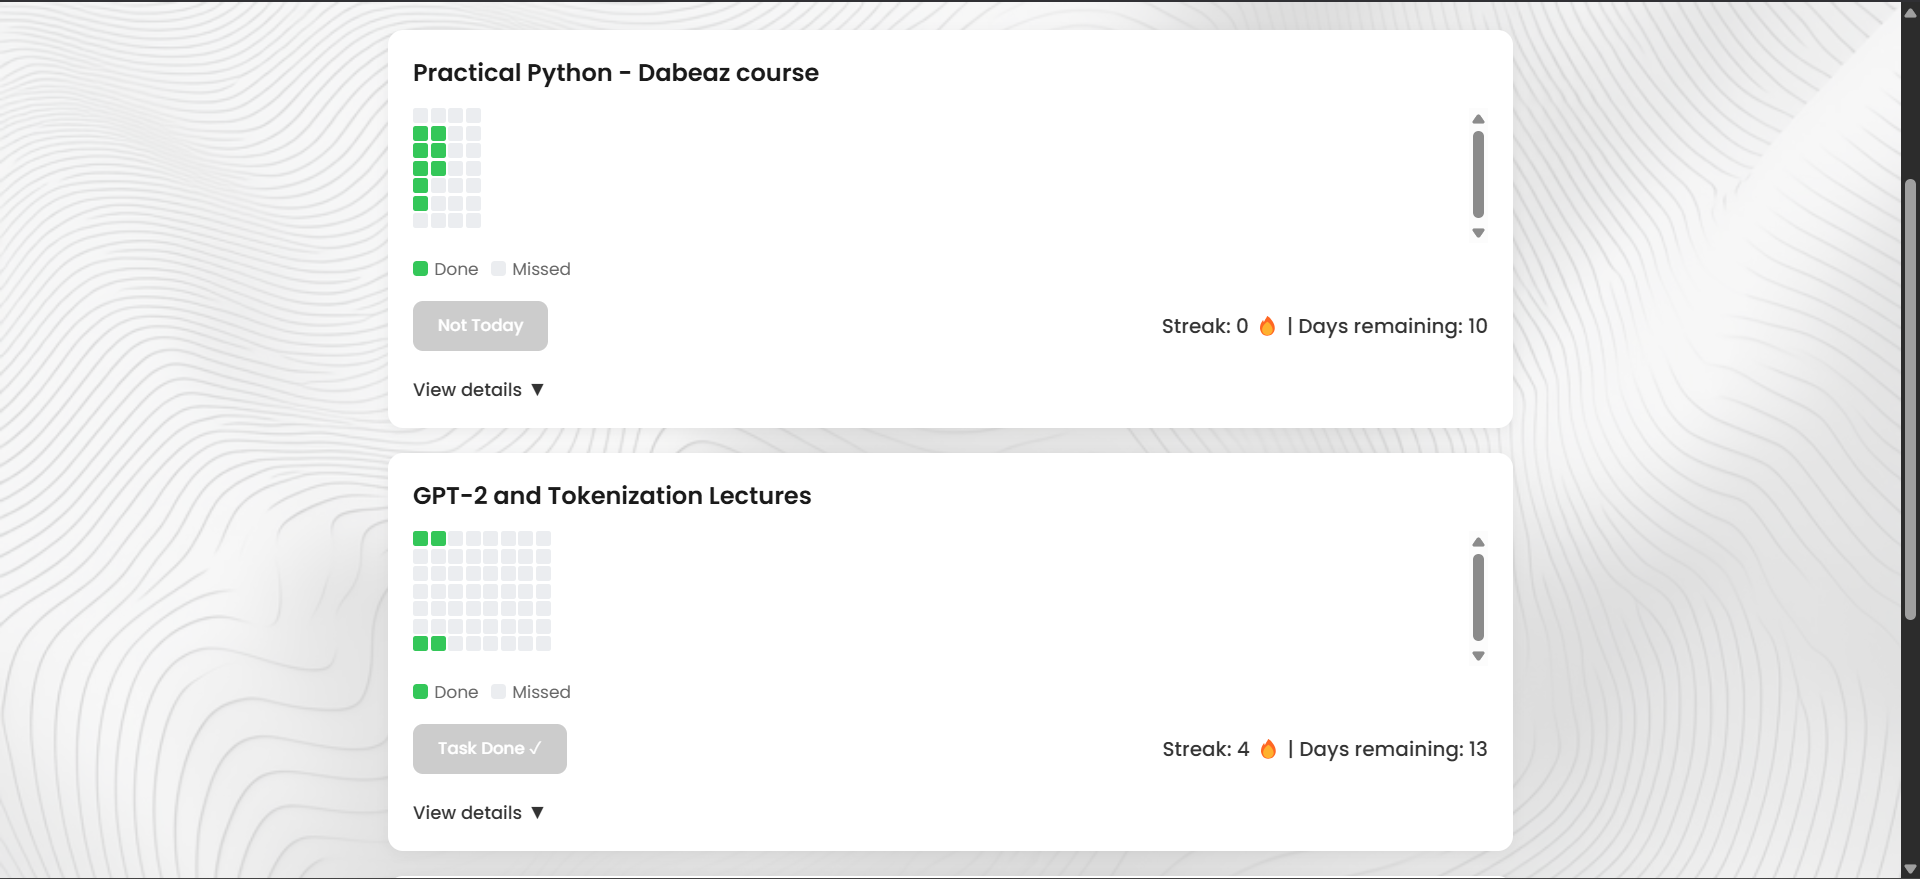 Practical Python - Dabeaz course
Done Missed
Not Today
Streak: 0 🔥 | Days remaining: 10
View details ▼
GPT-2 and Tokenization Lectures
Done Missed
Task Done ✓
Streak: 4 🔥 | Days remaining: 13
View details ▼